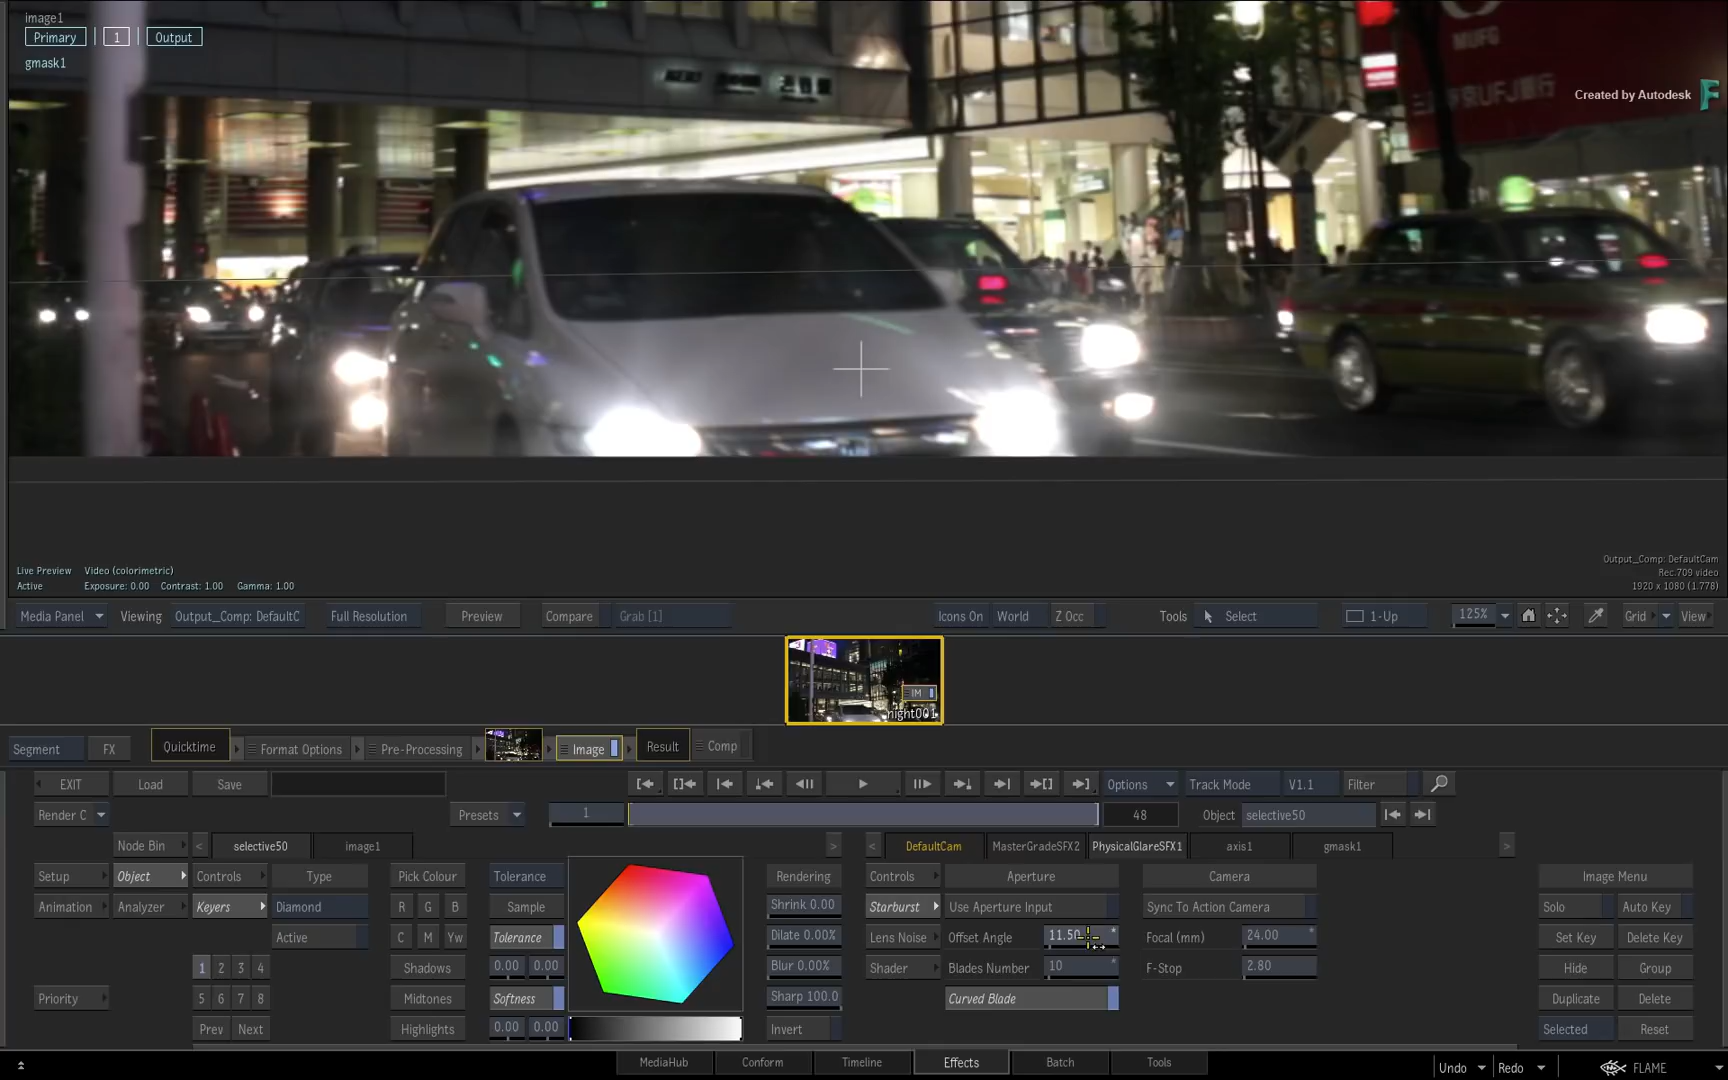 image1
Primary | 1 | Output
gmask1
MUFG
Created by Autodesk
Live Preview Video (colorimetric)
Active Exposure: 0.00 Contrast: 1.00 Gamma: 1.00
Output_Comp: DefaultCam
Rec.709 video
1920 x 1080 (1.778)
Media Panel Viewing Output_Comp: DefaultC Full Resolution Preview Compare Grab [1] Icons On World Z Occ Tools Select 1-Up 125% Grid View
IM
night001
Segment FX Quicktime Format Options Pre-Processing Image Result Comp
EXIT Load Save Options Track Mode V1.1 Filter
Render C Presets 1 48 Object selective50
Node Bin < selective50 image1 > < DefaultCam MasterGradeSFX2 PhysicalGlareSFX1 axis1 gmask1 >
Setup Object Controls Type Pick Colour Tolerance Rendering Controls Aperture Camera Image Menu
Animation Analyzer Keyers Diamond R G B Sample Shrink 0.00 Starburst Use Aperture Input Sync To Action Camera Solo Auto Key
Active C M Yw Tolerance Dilate 0.00% Lens Noise Offset Angle 11.50 Focal (mm) 24.00 Set Key Delete Key
1 2 3 4 Shadows 0.00 0.00 Blur 0.00% Shader Blades Number 10 F-Stop 2.80 Hide Group
Priority 5 6 7 8 Midtones Softness Sharp 100.0 Curved Blade Duplicate Delete
Prev Next Highlights 0.00 0.00 Invert Selected Reset
MediaHub Conform Timeline Effects Batch Tools Undo Redo FLAME